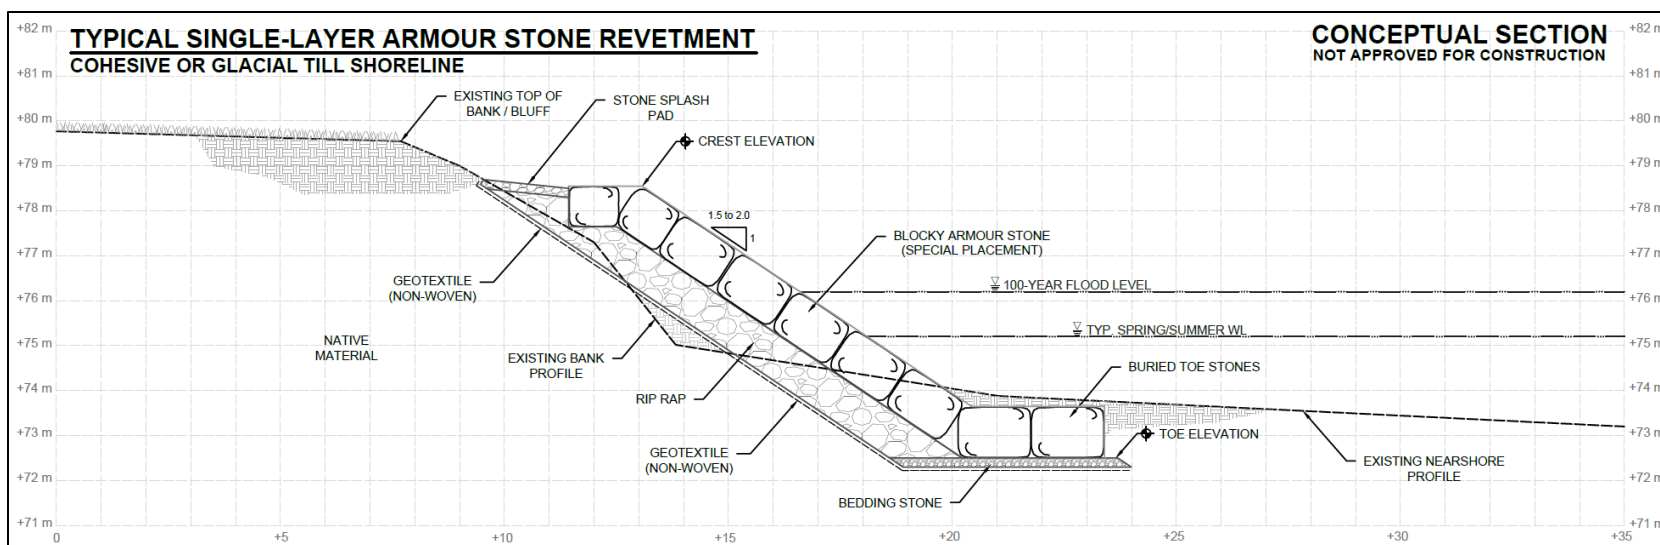 TYPICAL SINGLE-LAYER ARMOUR STONE REVETMENT
COHESIVE OR GLACIAL TILL SHORELINE
CONCEPTUAL SECTION
NOT APPROVED FOR CONSTRUCTION
+82 m
+82 m
+81 m
+81 m
+80 m
+80 m
+79 m
+79 m
+78 m
+78 m
+77 m
+77 m
+76 m
+76 m
+75 m
+75 m
+74 m
+74 m
+73 m
+73 m
+72 m
+72 m
+71 m
+71 m
EXISTING TOP OF
BANK / BLUFF
STONE SPLASH
PAD
CREST ELEVATION
1.5 to 2.0
1
BLOCKY ARMOUR STONE
(SPECIAL PLACEMENT)
GEOTEXTILE
(NON-WOVEN)
100-YEAR FLOOD LEVEL
TYP. SPRING/SUMMER WL
NATIVE
MATERIAL
EXISTING BANK
PROFILE
BURIED TOE STONES
RIP RAP
TOE ELEVATION
GEOTEXTILE
(NON-WOVEN)
EXISTING NEARSHORE
PROFILE
BEDDING STONE
0
+5
+10
+15
+20
+25
+30
+35